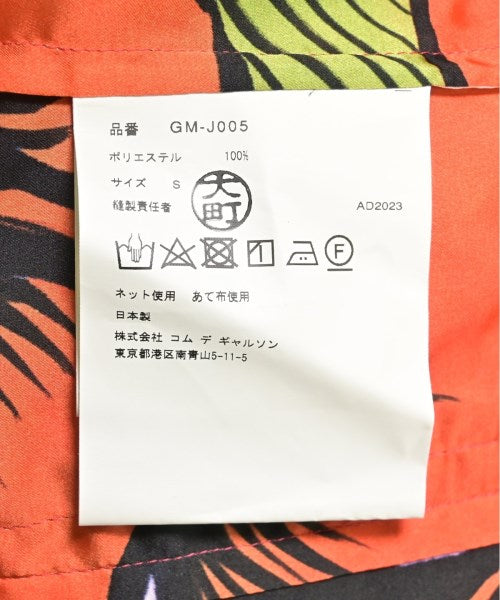 品番 GM-J005
ポリエステル 100%
サイズ S
大町
縫製責任者 AD2023
F
ネット使用 あて布使用
日本製
株式会社 コム デ ギャルソン
東京都港区南青山5-11-5